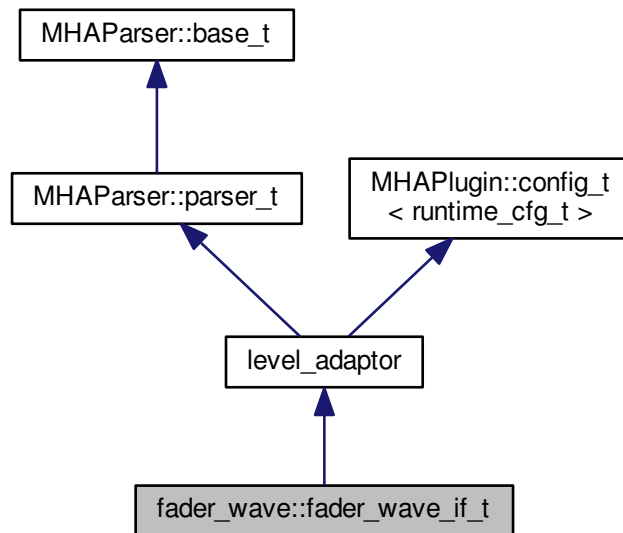 MHAParser::base_t
MHAParser::parser_t
MHAPlugin::config_t
< runtime_cfg_t >
level_adaptor
fader_wave::fader_wave_if_t